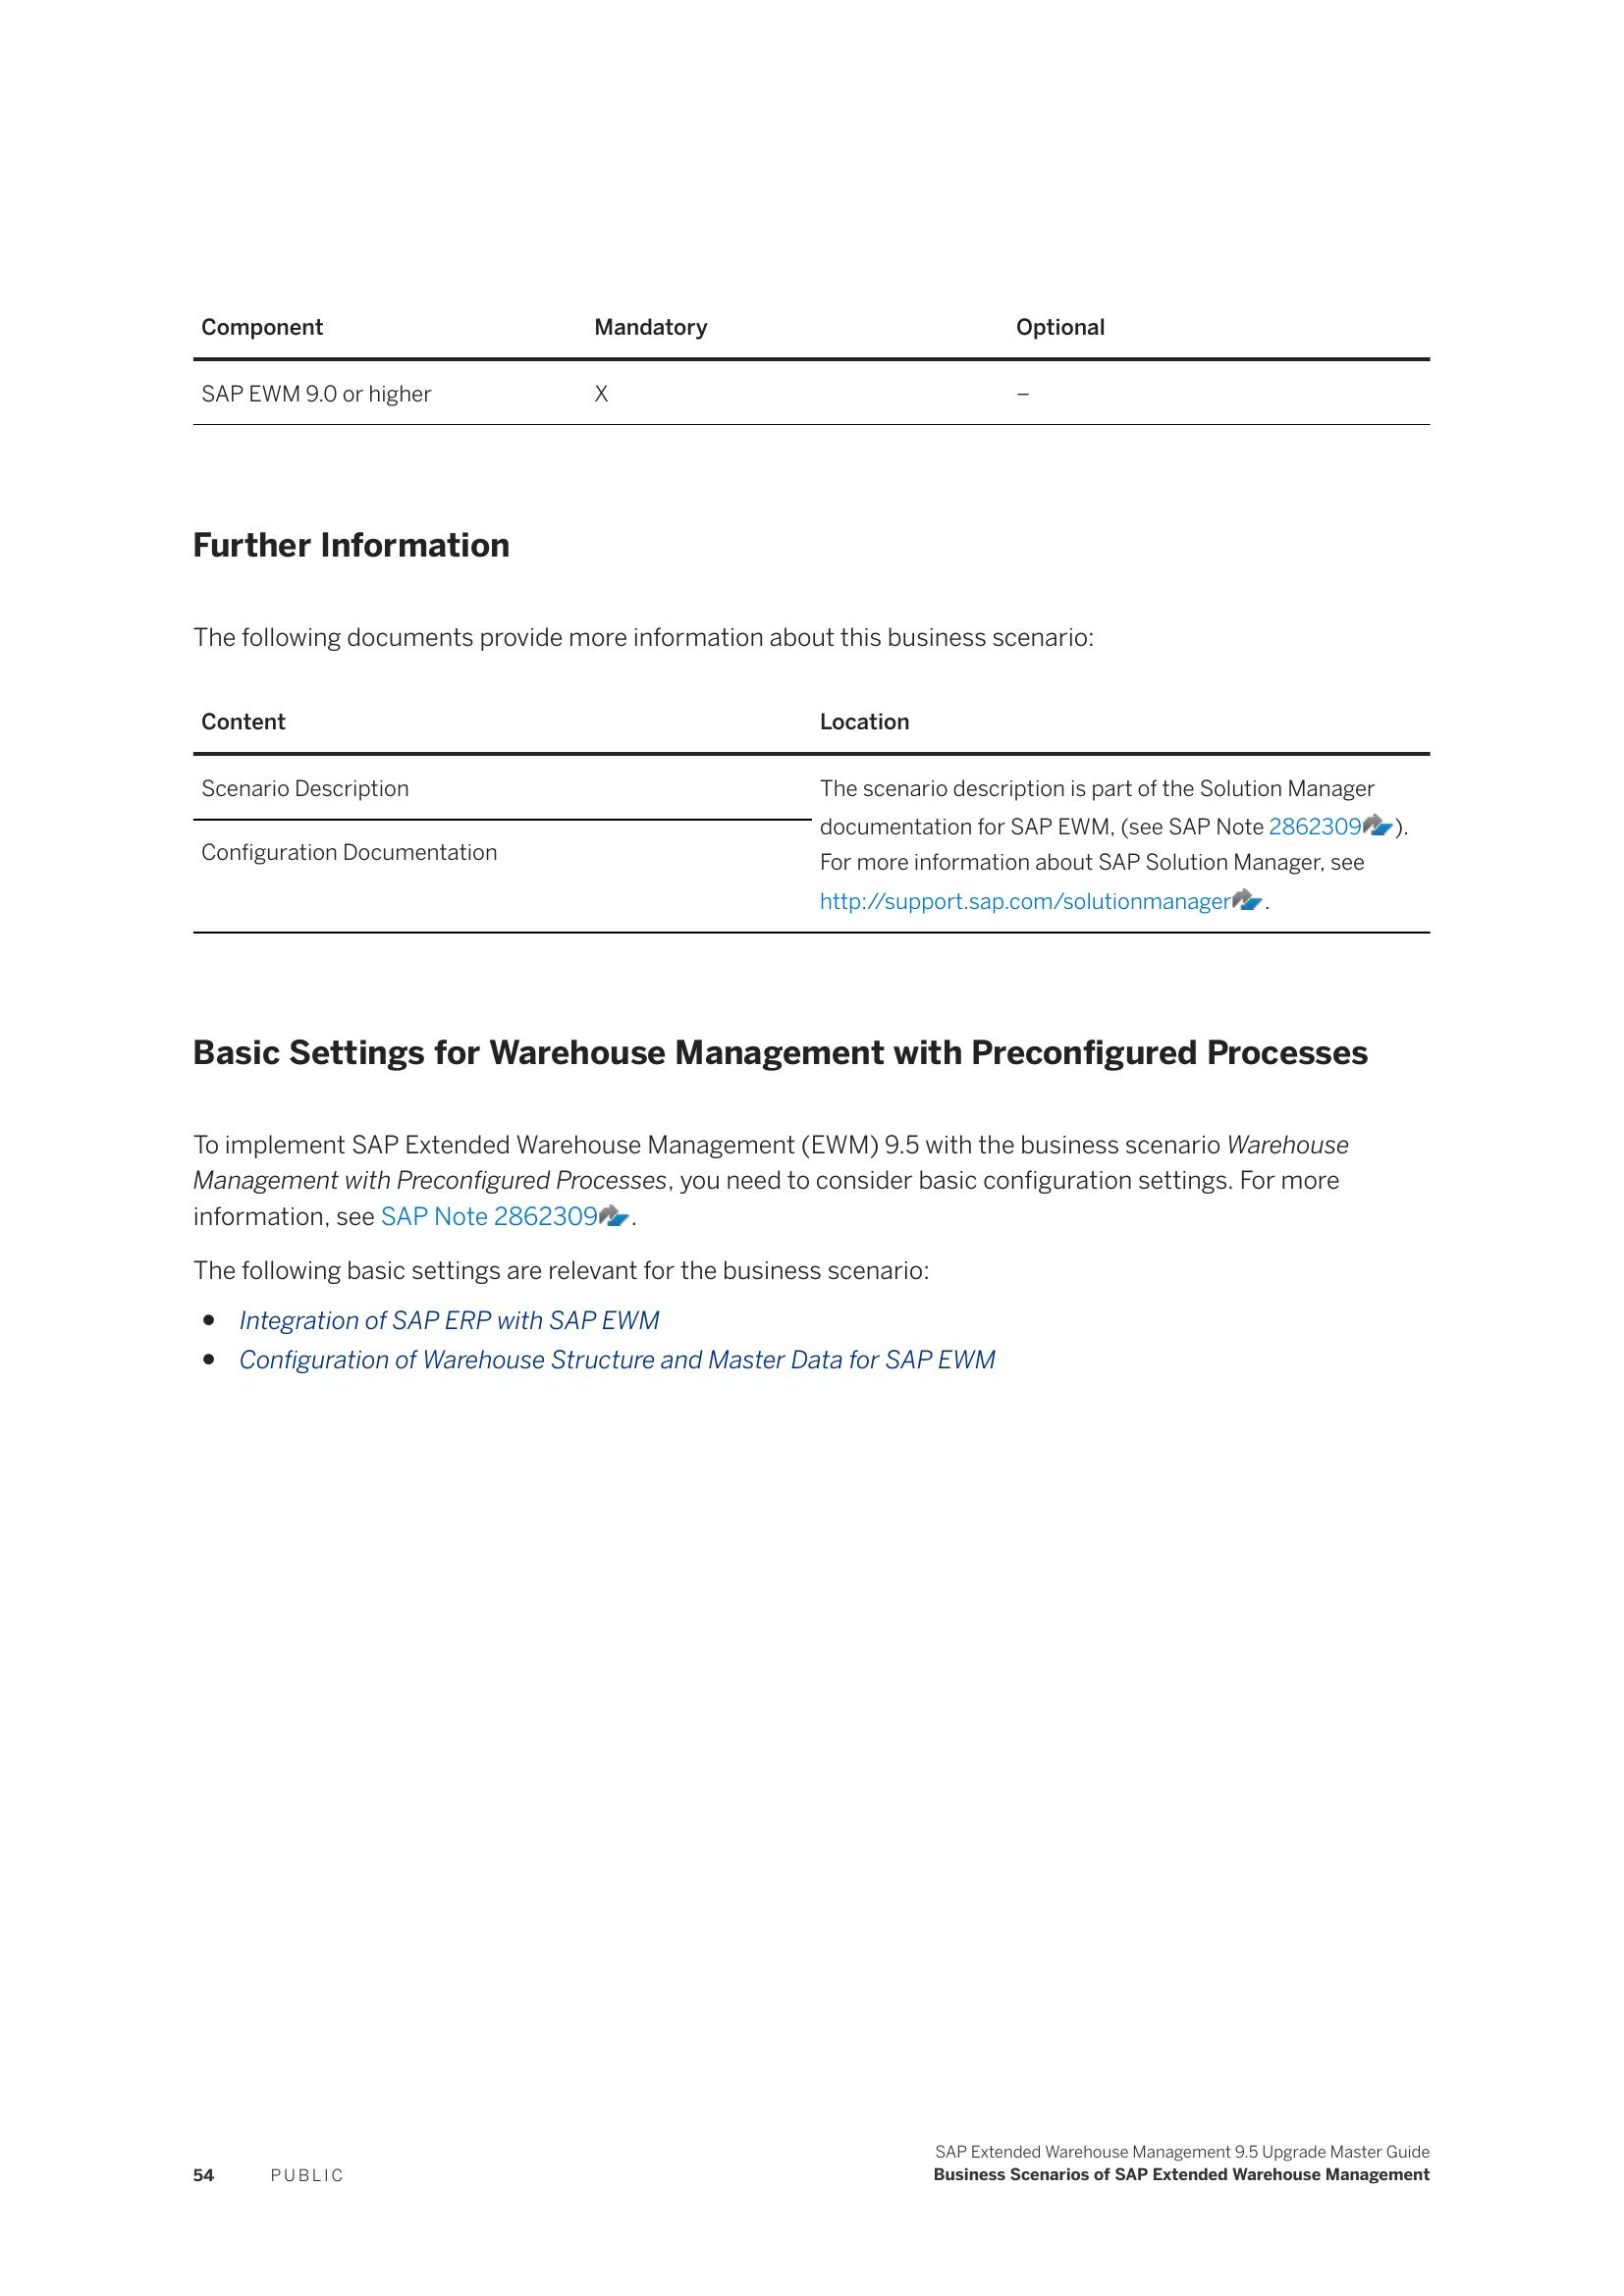 Component Mandatory Optional
SAP EWM 9.0 or higher X –
Further Information
The following documents provide more information about this business scenario:
Content Location
Scenario Description
Configuration Documentation
The scenario description is part of the Solution Manager
documentation for SAP EWM, (see SAP Note 2862309).
For more information about SAP Solution Manager, see
http://support.sap.com/solutionmanager.
Basic Settings for Warehouse Management with Preconfigured Processes
To implement SAP Extended Warehouse Management (EWM) 9.5 with the business scenario Warehouse
Management with Preconfigured Processes, you need to consider basic configuration settings. For more
information, see SAP Note 2862309.
The following basic settings are relevant for the business scenario:
• Integration of SAP ERP with SAP EWM
• Configuration of Warehouse Structure and Master Data for SAP EWM
SAP Extended Warehouse Management 9.5 Upgrade Master Guide
54 PUBLIC Business Scenarios of SAP Extended Warehouse Management